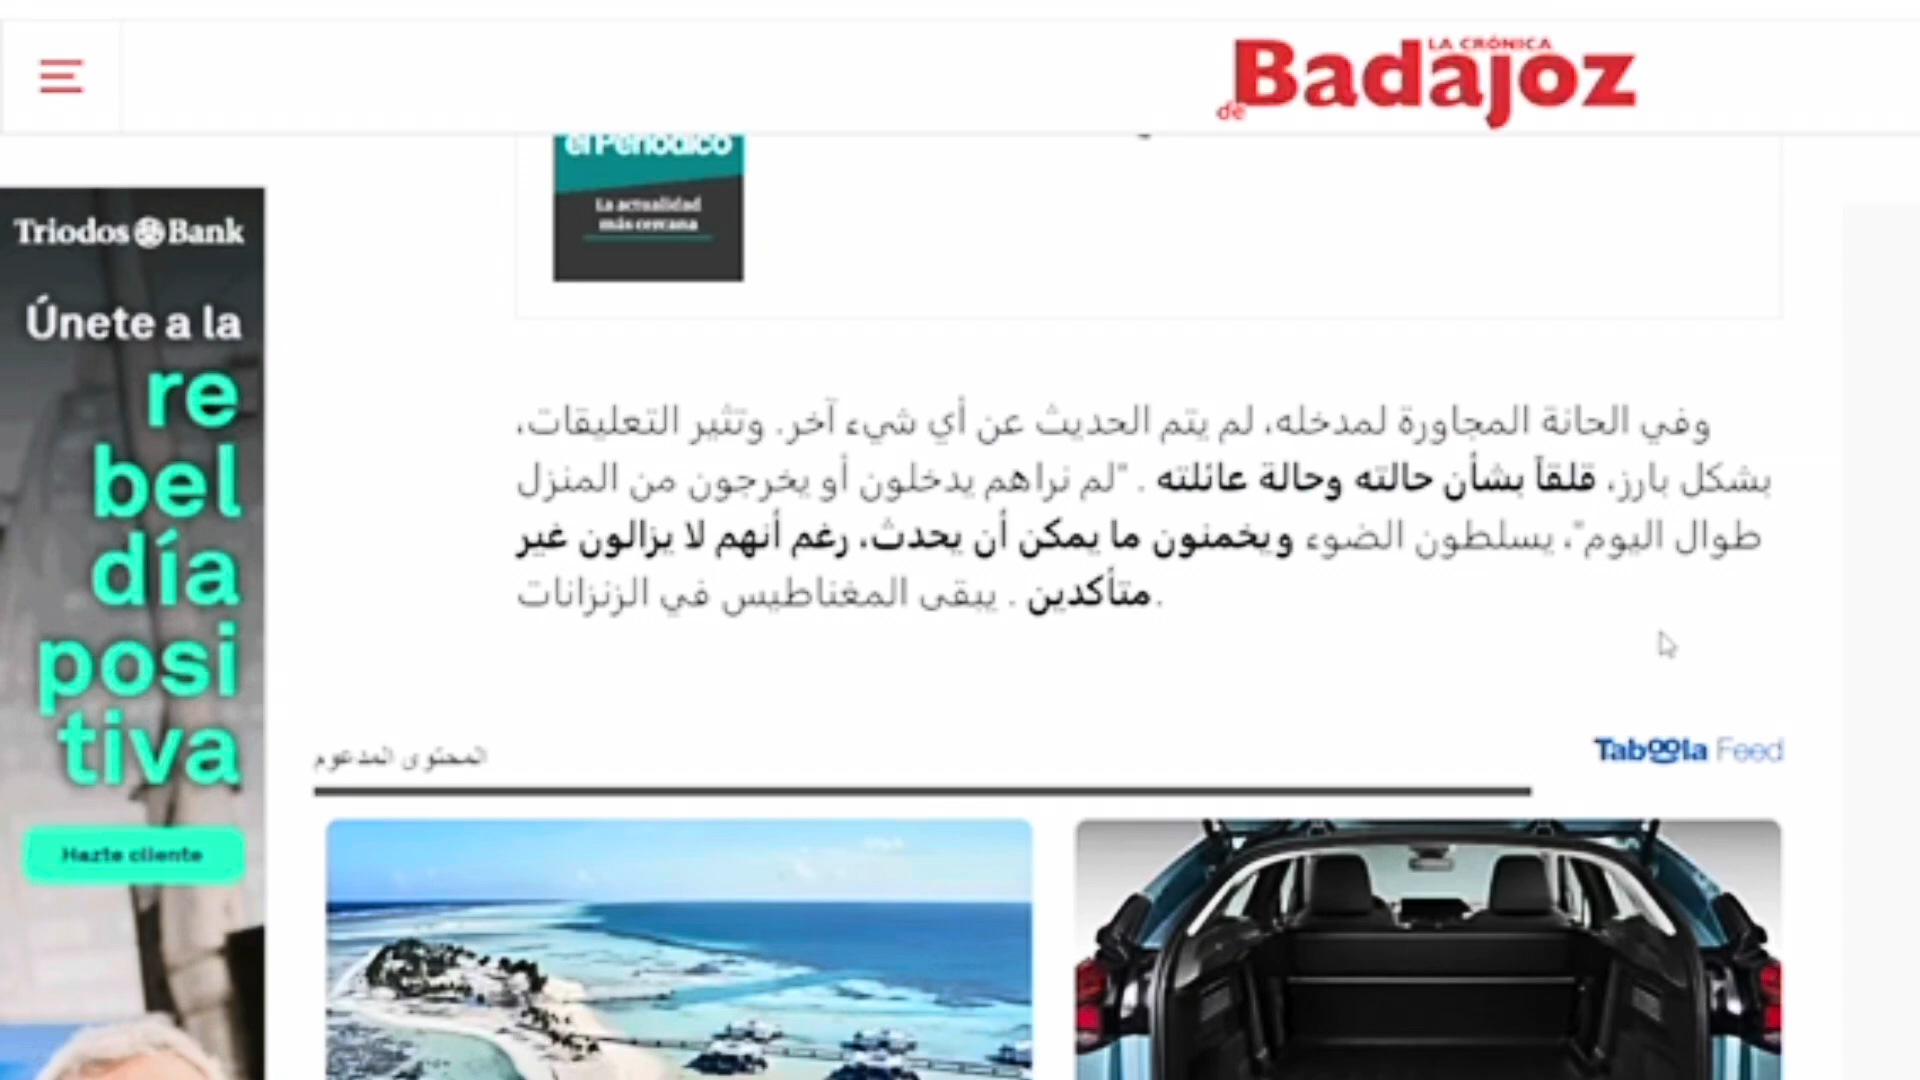 LA CRÓNICA
de Badajoz
el Periódico
La actualidad
más cercana
Triodos Bank
Únete a la
re
bel
día
posi
tiva
Hazte cliente
وفي الحانة المجاورة لمدخله، لم يتم الحديث عن أي شيء آخر. وتثير التعليقات،
بشكل بارز، قلقاً بشأن حالته وحالة عائلته . "لم نراهم يدخلون أو يخرجون من المنزل
طوال اليوم"، يسلطون الضوء ويخمنون ما يمكن أن يحدث، رغم أنهم لا يزالون غير
متأكدين . يبقى المغناطيس في الزنزانات.
المحتوى المدعوم
Taboola Feed